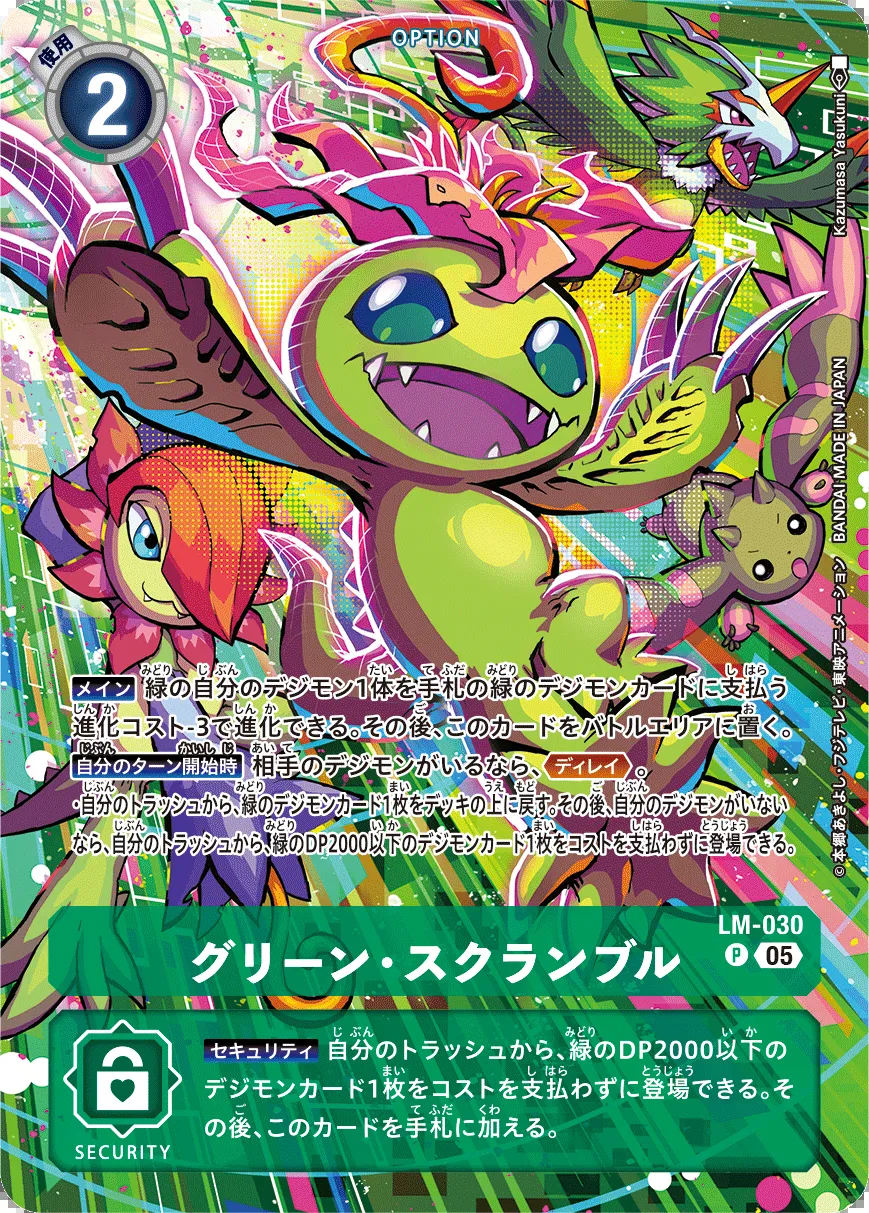 OPTION
使用
2
Kazumasa Yasukuni
BANDAI MADE IN JAPAN
©本郷あきよし・フジテレビ・東映アニメーション
メイン 緑の自分のデジモン1体を手札の緑のデジモンカードに支払う
進化コスト-3で進化できる。その後、このカードをバトルエリアに置く。
自分のターン開始時 相手のデジモンがいるなら、ディレイ。
・自分のトラッシュから、緑のデジモンカード1枚をデッキの上に戻す。その後、自分のデジモンがいない
なら、自分のトラッシュから、緑のDP2000以下のデジモンカード1枚をコストを支払わずに登場できる。
LM-030
P 05
グリーン・スクランブル
セキュリティ 自分のトラッシュから、緑のDP2000以下の
デジモンカード1枚をコストを支払わずに登場できる。そ
の後、このカードを手札に加える。
SECURITY